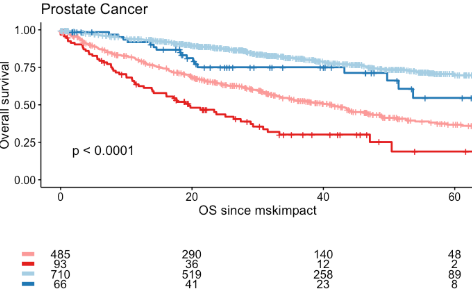 Prostate Cancer
1.00
0.75
0.50
0.25
0.00
Overall survival
p < 0.0001
0 20 40 60
OS since mskimpact
485 290 140 48
93 36 12 2
710 519 258 89
66 41 23 8